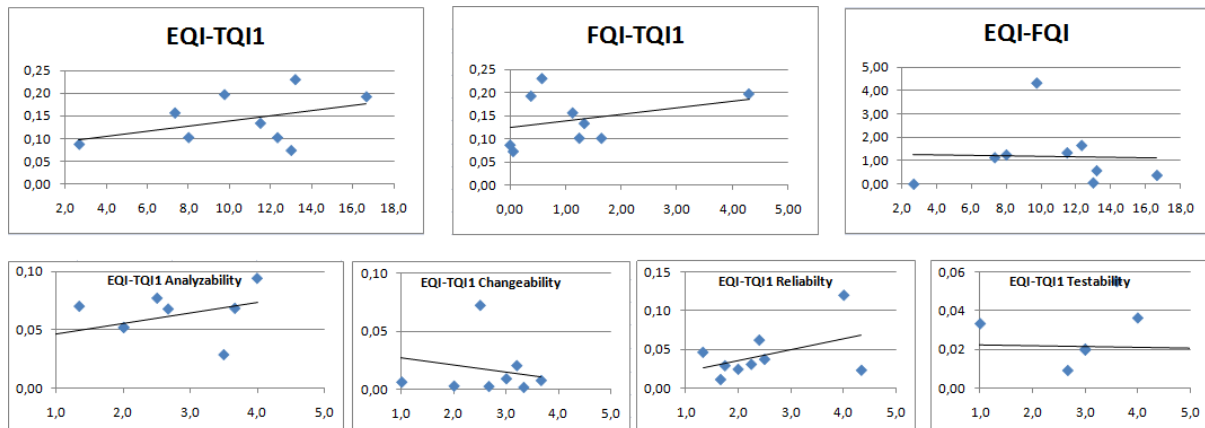 EQI-TQI1
0,25
0,20
0,15
0,10
0,05
0,00
2,0 4,0 6,0 8,0 10,0 12,0 14,0 16,0 18,0
FQI-TQI1
0,25
0,20
0,15
0,10
0,05
0,00
0,00 1,00 2,00 3,00 4,00 5,00
EQI-FQI
5,00
4,00
3,00
2,00
1,00
0,00
2,0 4,0 6,0 8,0 10,0 12,0 14,0 16,0 18,0
EQI-TQI1 Analyzability
0,10
0,05
0,00
1,0 2,0 3,0 4,0 5,0
EQI-TQI1 Changeability
0,10
0,05
0,00
1,0 2,0 3,0 4,0 5,0
EQI-TQI1 Reliabilty
0,15
0,10
0,05
0,00
1,0 2,0 3,0 4,0 5,0
EQI-TQI1 Testability
0,06
0,04
0,02
0,00
1,0 2,0 3,0 4,0 5,0